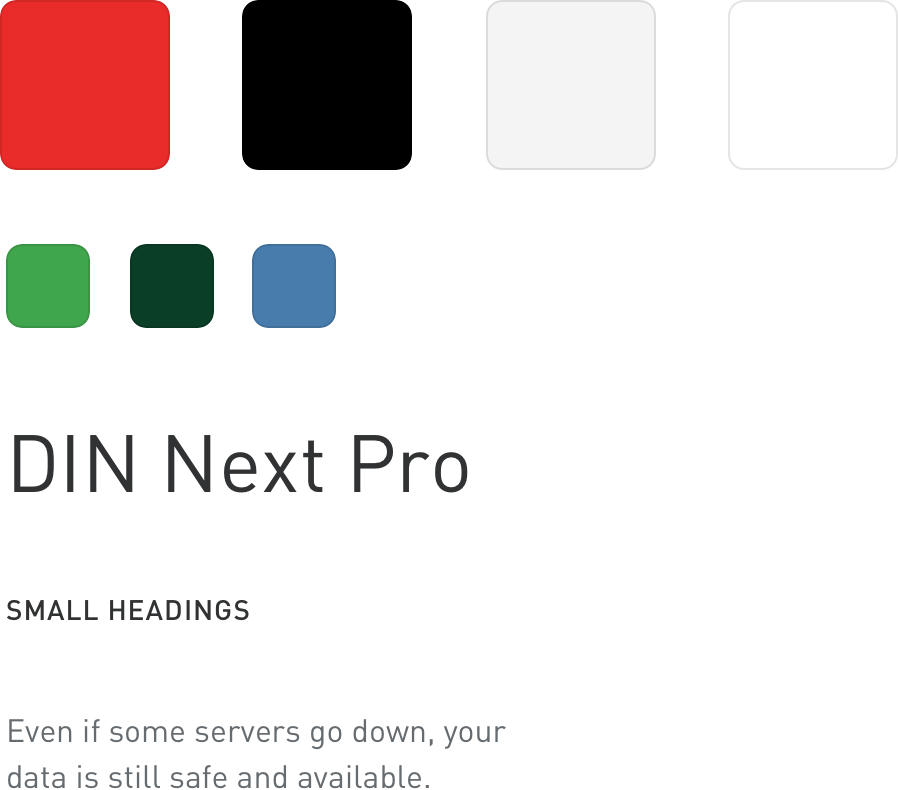 DIN Next Pro
SMALL HEADINGS
Even if some servers go down, your
data is still safe and available.